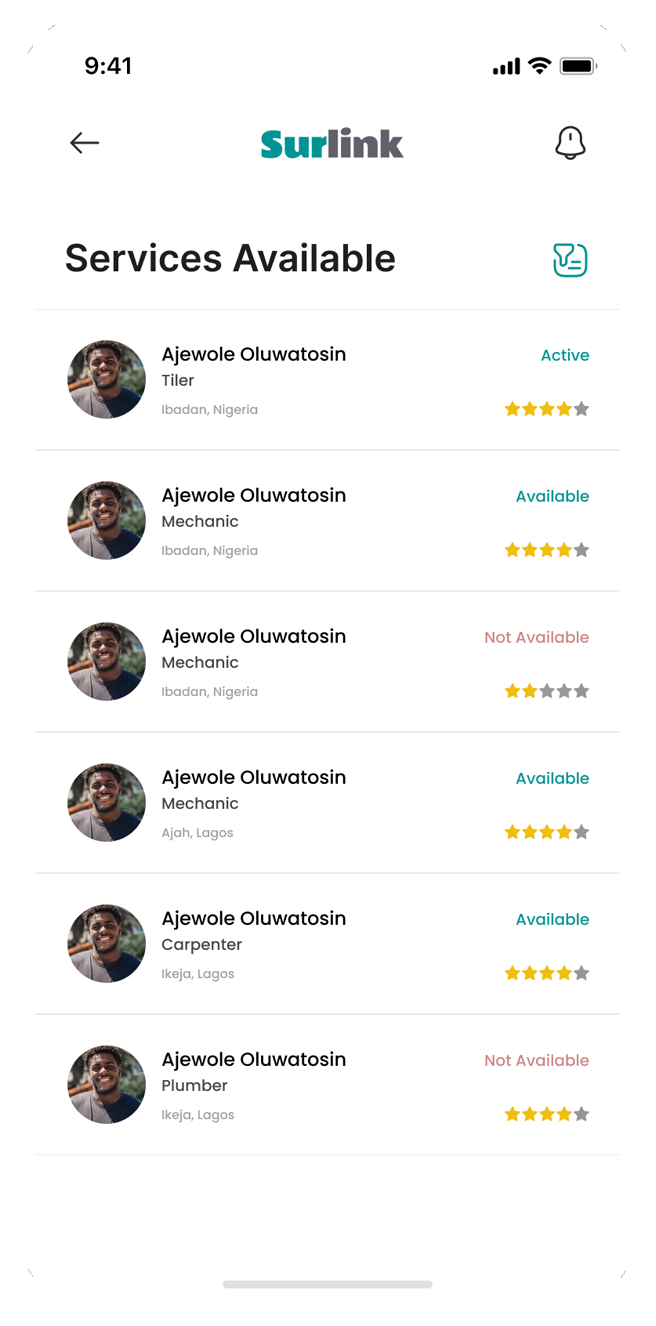 9:41
Surlink
Services Available
Ajewole Oluwatosin
Active
Tiler
Ibadan, Nigeria
Ajewole Oluwatosin
Available
Mechanic
Ibadan, Nigeria
Ajewole Oluwatosin
Not Available
Mechanic
Ibadan, Nigeria
Ajewole Oluwatosin
Available
Mechanic
Ajah, Lagos
Ajewole Oluwatosin
Available
Carpenter
Ikeja, Lagos
Ajewole Oluwatosin
Not Available
Plumber
Ikeja, Lagos